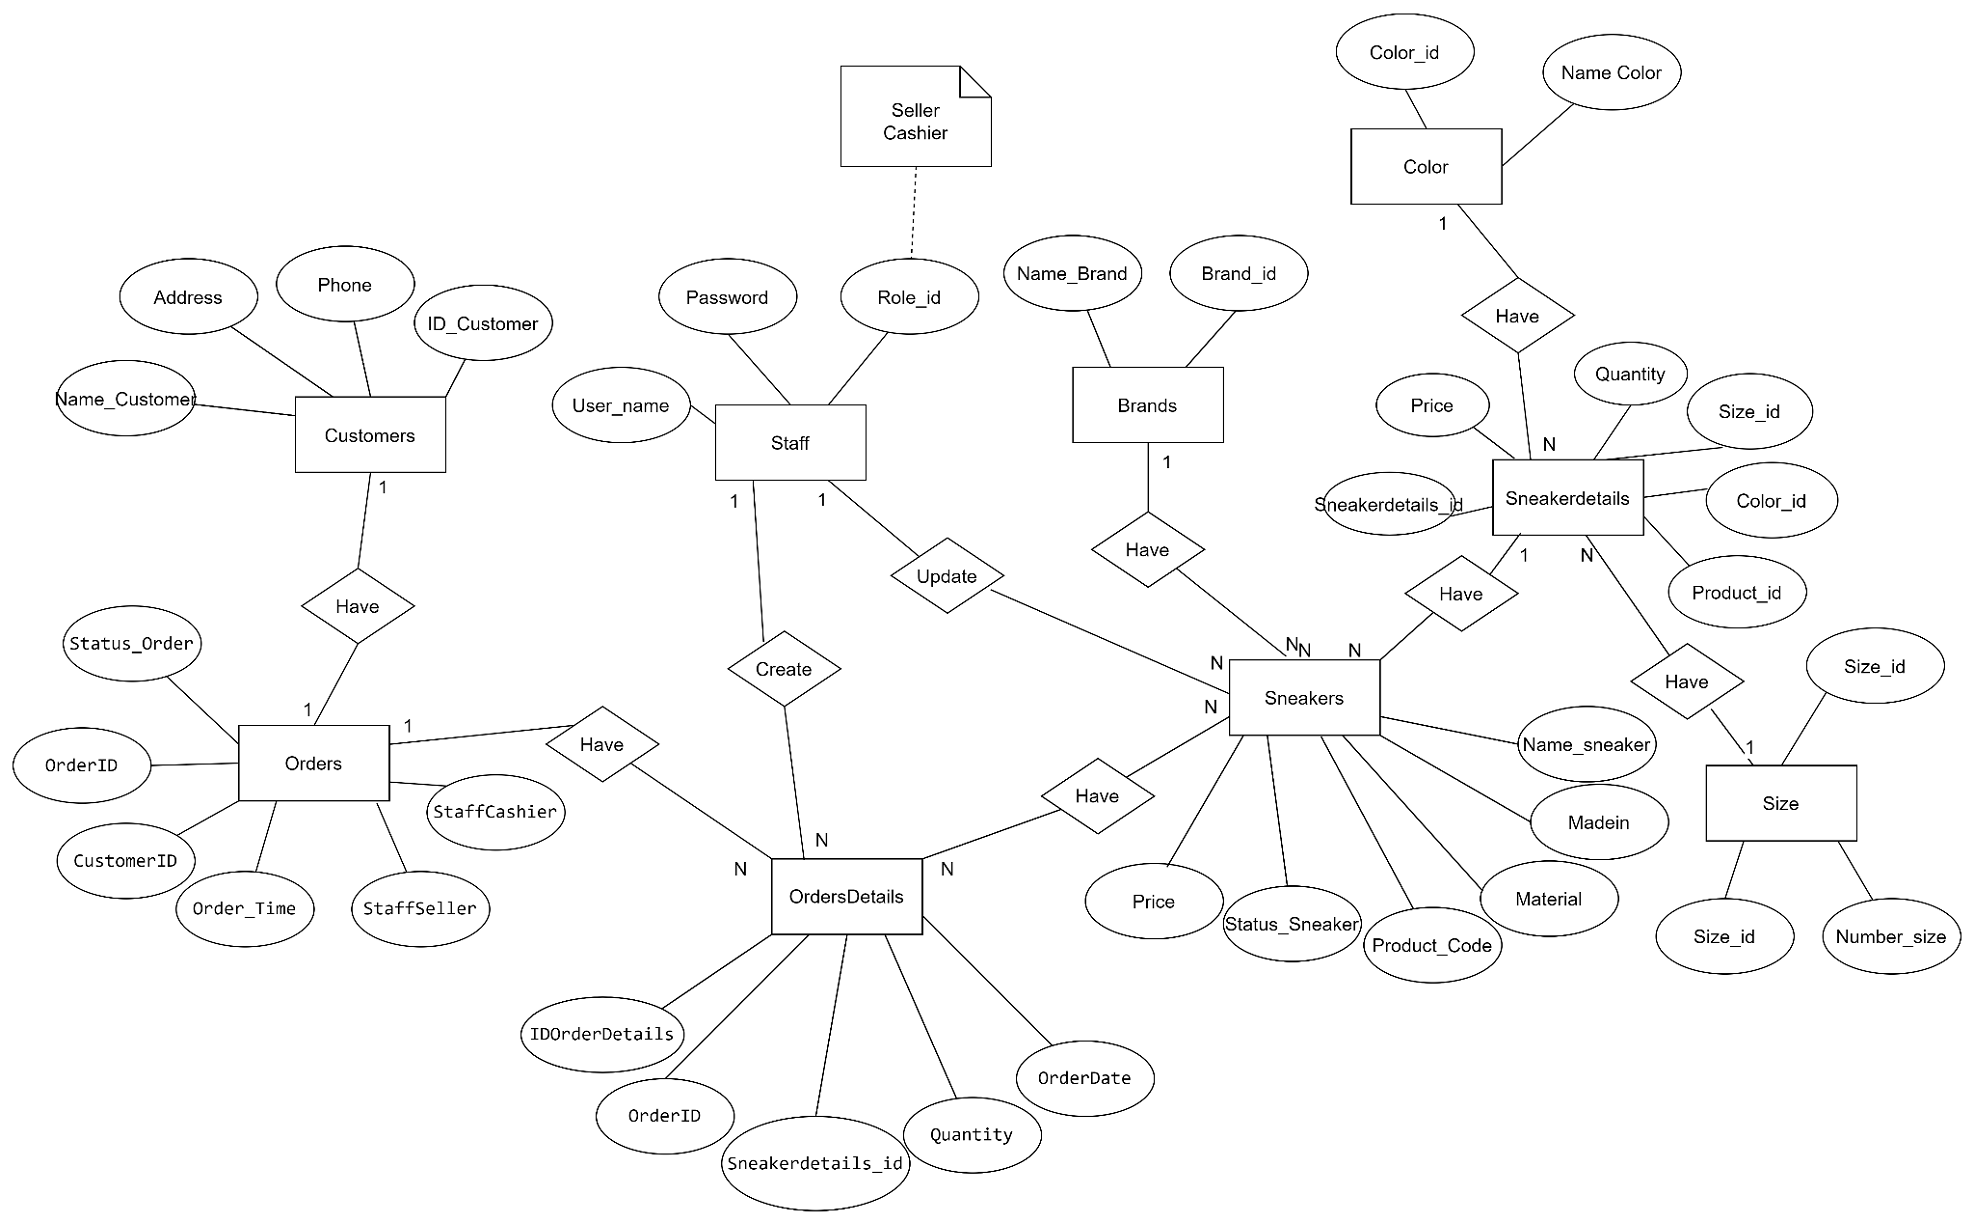 Color_id
Name Color
Seller
Cashier
Color
1
Name_Brand
Brand_id
Address
Phone
ID_Customer
Password
Role_id
Have
Name_Customer
Customers
User_name
Staff
Brands
Price
Quantity
Size_id
N
Sneakerdetails_id
Sneakerdetails
Color_id
1
1
1
1
Have
Update
1
N
Have
Product_id
Have
Status_Order
Create
N
N
N
N
Sneakers
Have
Size_id
1
1
Have
N
Name_sneaker
1
OrderID
Orders
StaffCashier
Have
Madein
Size
CustomerID
Order_Time
StaffSeller
N
N
N
OrdersDetails
Price
Status_Sneaker
Product_Code
Material
Size_id
Number_size
IDOrderDetails
OrderID
Sneakerdetails_id
Quantity
OrderDate